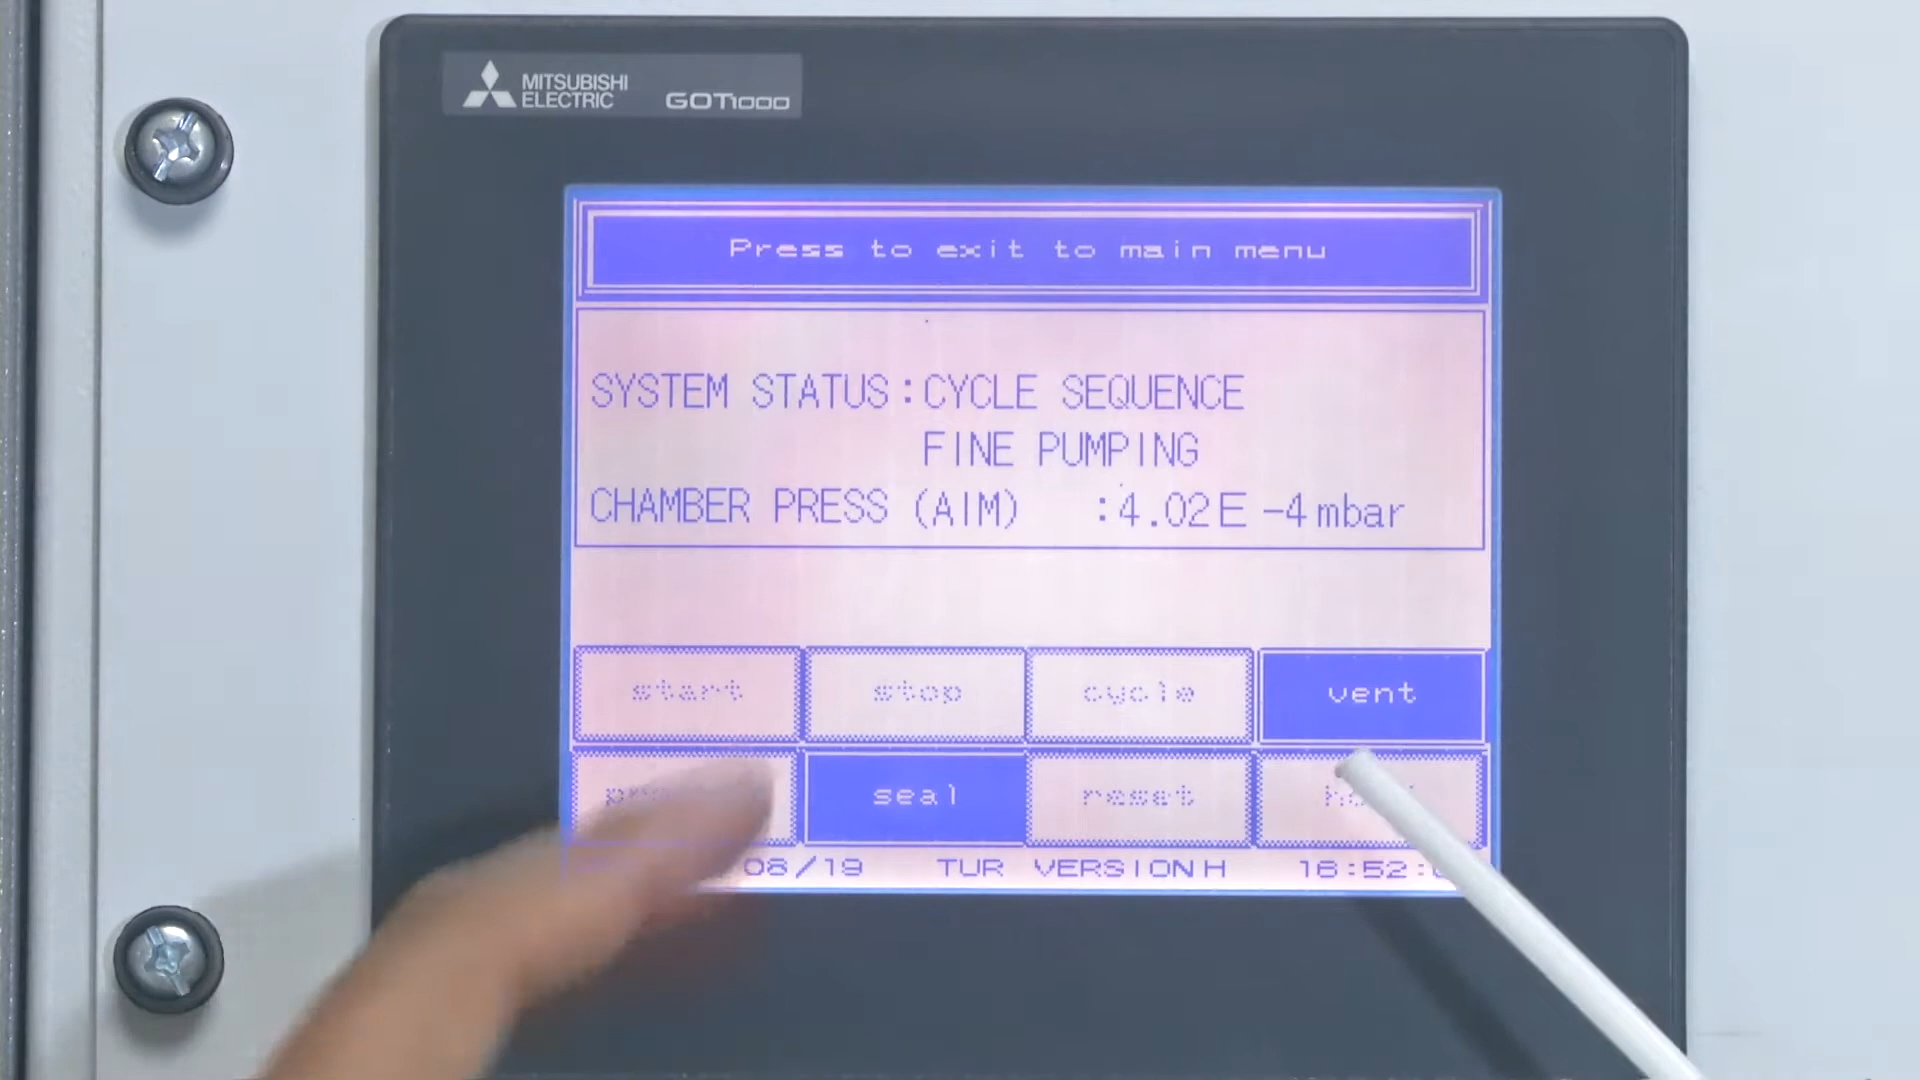 MITSUBISHI
ELECTRIC GOT1000
Press to exit to main menu
SYSTEM STATUS:CYCLE SEQUENCE
FINE PUMPING
CHAMBER PRESS (AIM) :4.02E-4mbar
start stop cycle vent
seal reset
08/19 TUR VERSIONH 16:52: